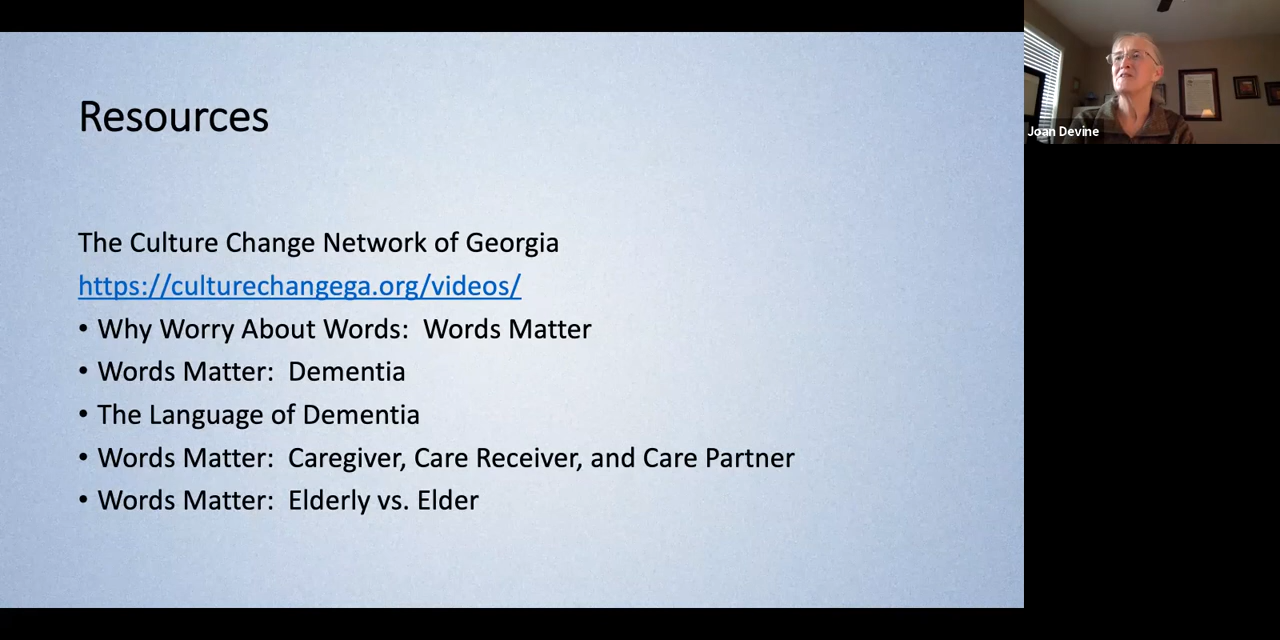 Resources
The Culture Change Network of Georgia
https://culturechangega.org/videos/
• Why Worry About Words:  Words Matter
• Words Matter:  Dementia
• The Language of Dementia
• Words Matter:  Caregiver, Care Receiver, and Care Partner
• Words Matter:  Elderly vs. Elder
Joan Devine